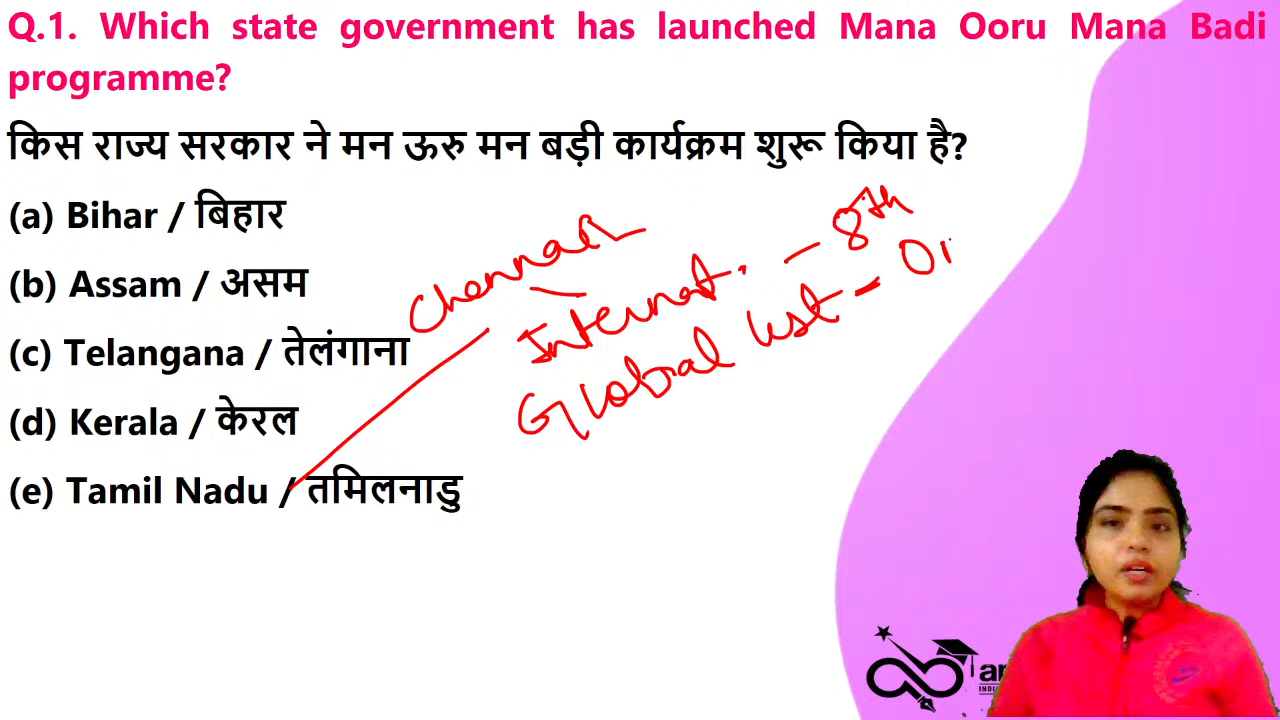 Q.1. Which state government has launched Mana Ooru Mana Badi
programme?
किस राज्य सरकार ने मन ऊरु मन बड़ी कार्यक्रम शुरू किया है?
(a) Bihar / बिहार
(b) Assam / असम
(c) Telangana / तेलंगाना
(d) Kerala / केरल
(e) Tamil Nadu / तमिलनाडु
Chennai
Internat. - 8th
Global list - 01